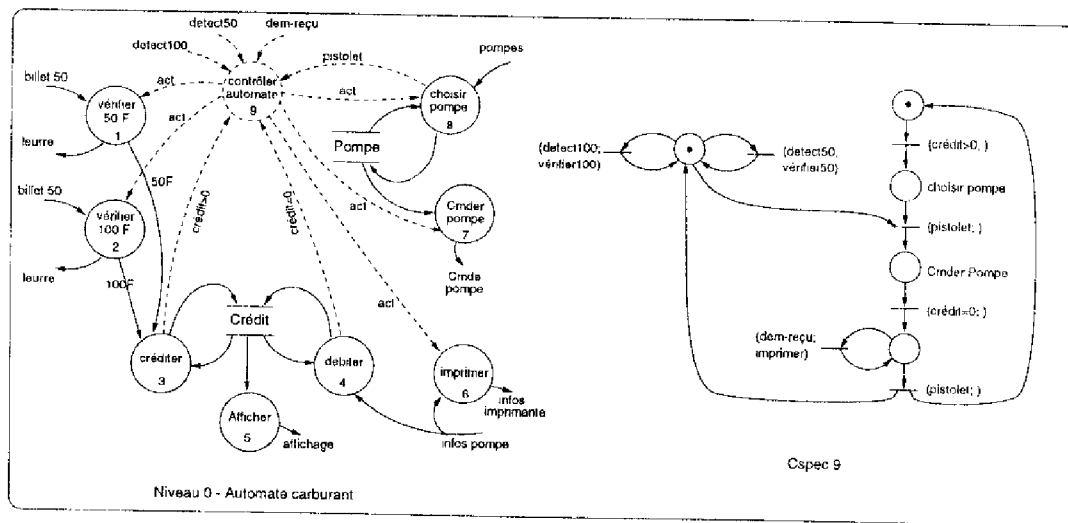 detect50
dem-reçu
detect100
pistolet
pompes
billet 50
act
contrôler
automate
9
act
choisir
pompe
8
vérifier
50 F
1
act
leurre
Pompe
50F
billet 50
crédit>0
crédit=0
act
vérifier
100 F
2
Cmder
pompe
7
leurre
100F
Cmde
pompe
act
Crédit
créditer
3
débiter
4
imprimer
6
infos
imprimante
Afficher
5
affichage
infos pompe
Niveau 0 - Automate carburant
(detect100;
vérifier100)
(detect50,
vérifier50)
(crédit>0, )
choisir pompe
(pistolet; )
Cmder Pompe
(crédit=0; )
(dem-reçu;
imprimer)
(pistolet; )
Cspec 9